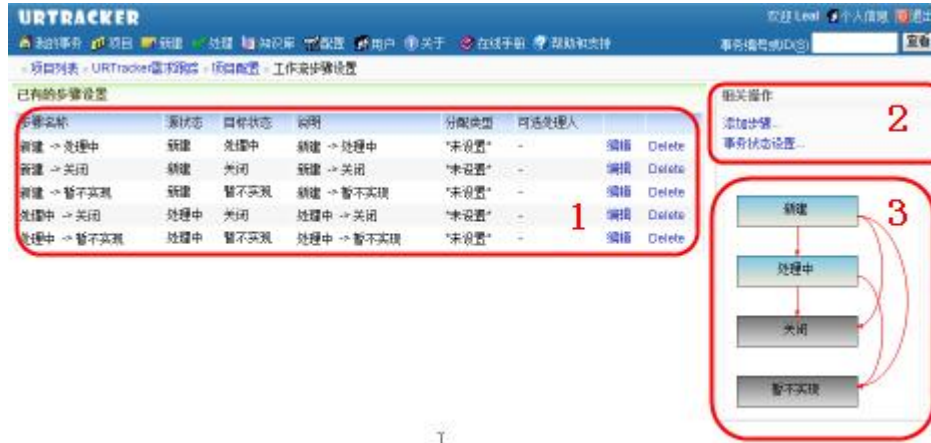 URTRACKER
欢迎 Leaf 个人信息 退出
我的事务 项目 新建 处理 知识库 配置 用户 关于 在线手册 帮助和支持 事务编号或ID(S) 查看
项目列表 - URTracker需求跟踪 - 项目配置 - 工作流步骤设置
已有的步骤设置
步骤名称 源状态 目标状态 说明 分配类型 可选处理人
新建 -> 处理中 新建 处理中 新建 -> 处理中 *未设置* - 编辑 Delete
新建 -> 关闭 新建 关闭 新建 -> 关闭 *未设置* - 编辑 Delete
新建 -> 暂不实现 新建 暂不实现 新建 -> 暂不实现 *未设置* - 编辑 Delete
处理中 -> 关闭 处理中 关闭 处理中 -> 关闭 *未设置* - 编辑 Delete
处理中 -> 暂不实现 处理中 暂不实现 处理中 -> 暂不实现 *未设置* - 编辑 Delete
1
相关操作
添加步骤...
事务状态设置...
2
新建
3
处理中
关闭
暂不实现